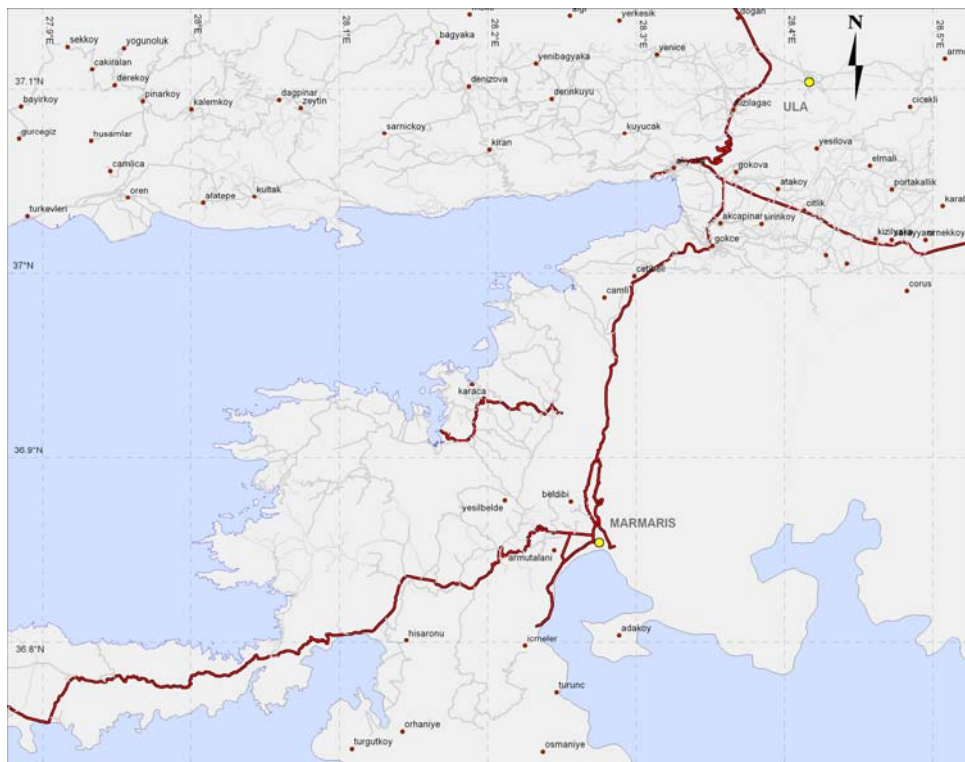 27.9°E
28°E
28.1°E
28.2°E
28.3°E
28.4°E
28.5°E
N
dogan
yerkesik
bagyaka
sekkoy
yogunoluk
yenice
yenibagyaka
cakiralan
derekoy
denizova
37.1°N
ULA
bayirkoy
pinarkoy
kalemkoy
dagpinar
zeytin
derinkuyu
kizilagac
cicekli
gurcegiz
husamlar
sarnickoy
kiran
kuyucak
yesilova
elmali
camlica
gokova
oren
alatepe
kultak
atakoy
portakallik
turkevleri
akcapinar
sirinkoy
citlik
gokce
kizilyaka
37°N
cetibeli
camli
corus
karaca
36.9°N
yesilbelde
beldibi
MARMARIS
armutalani
36.8°N
hisaronu
icmeler
adakoy
turunc
orhaniye
turgutkoy
osmaniye